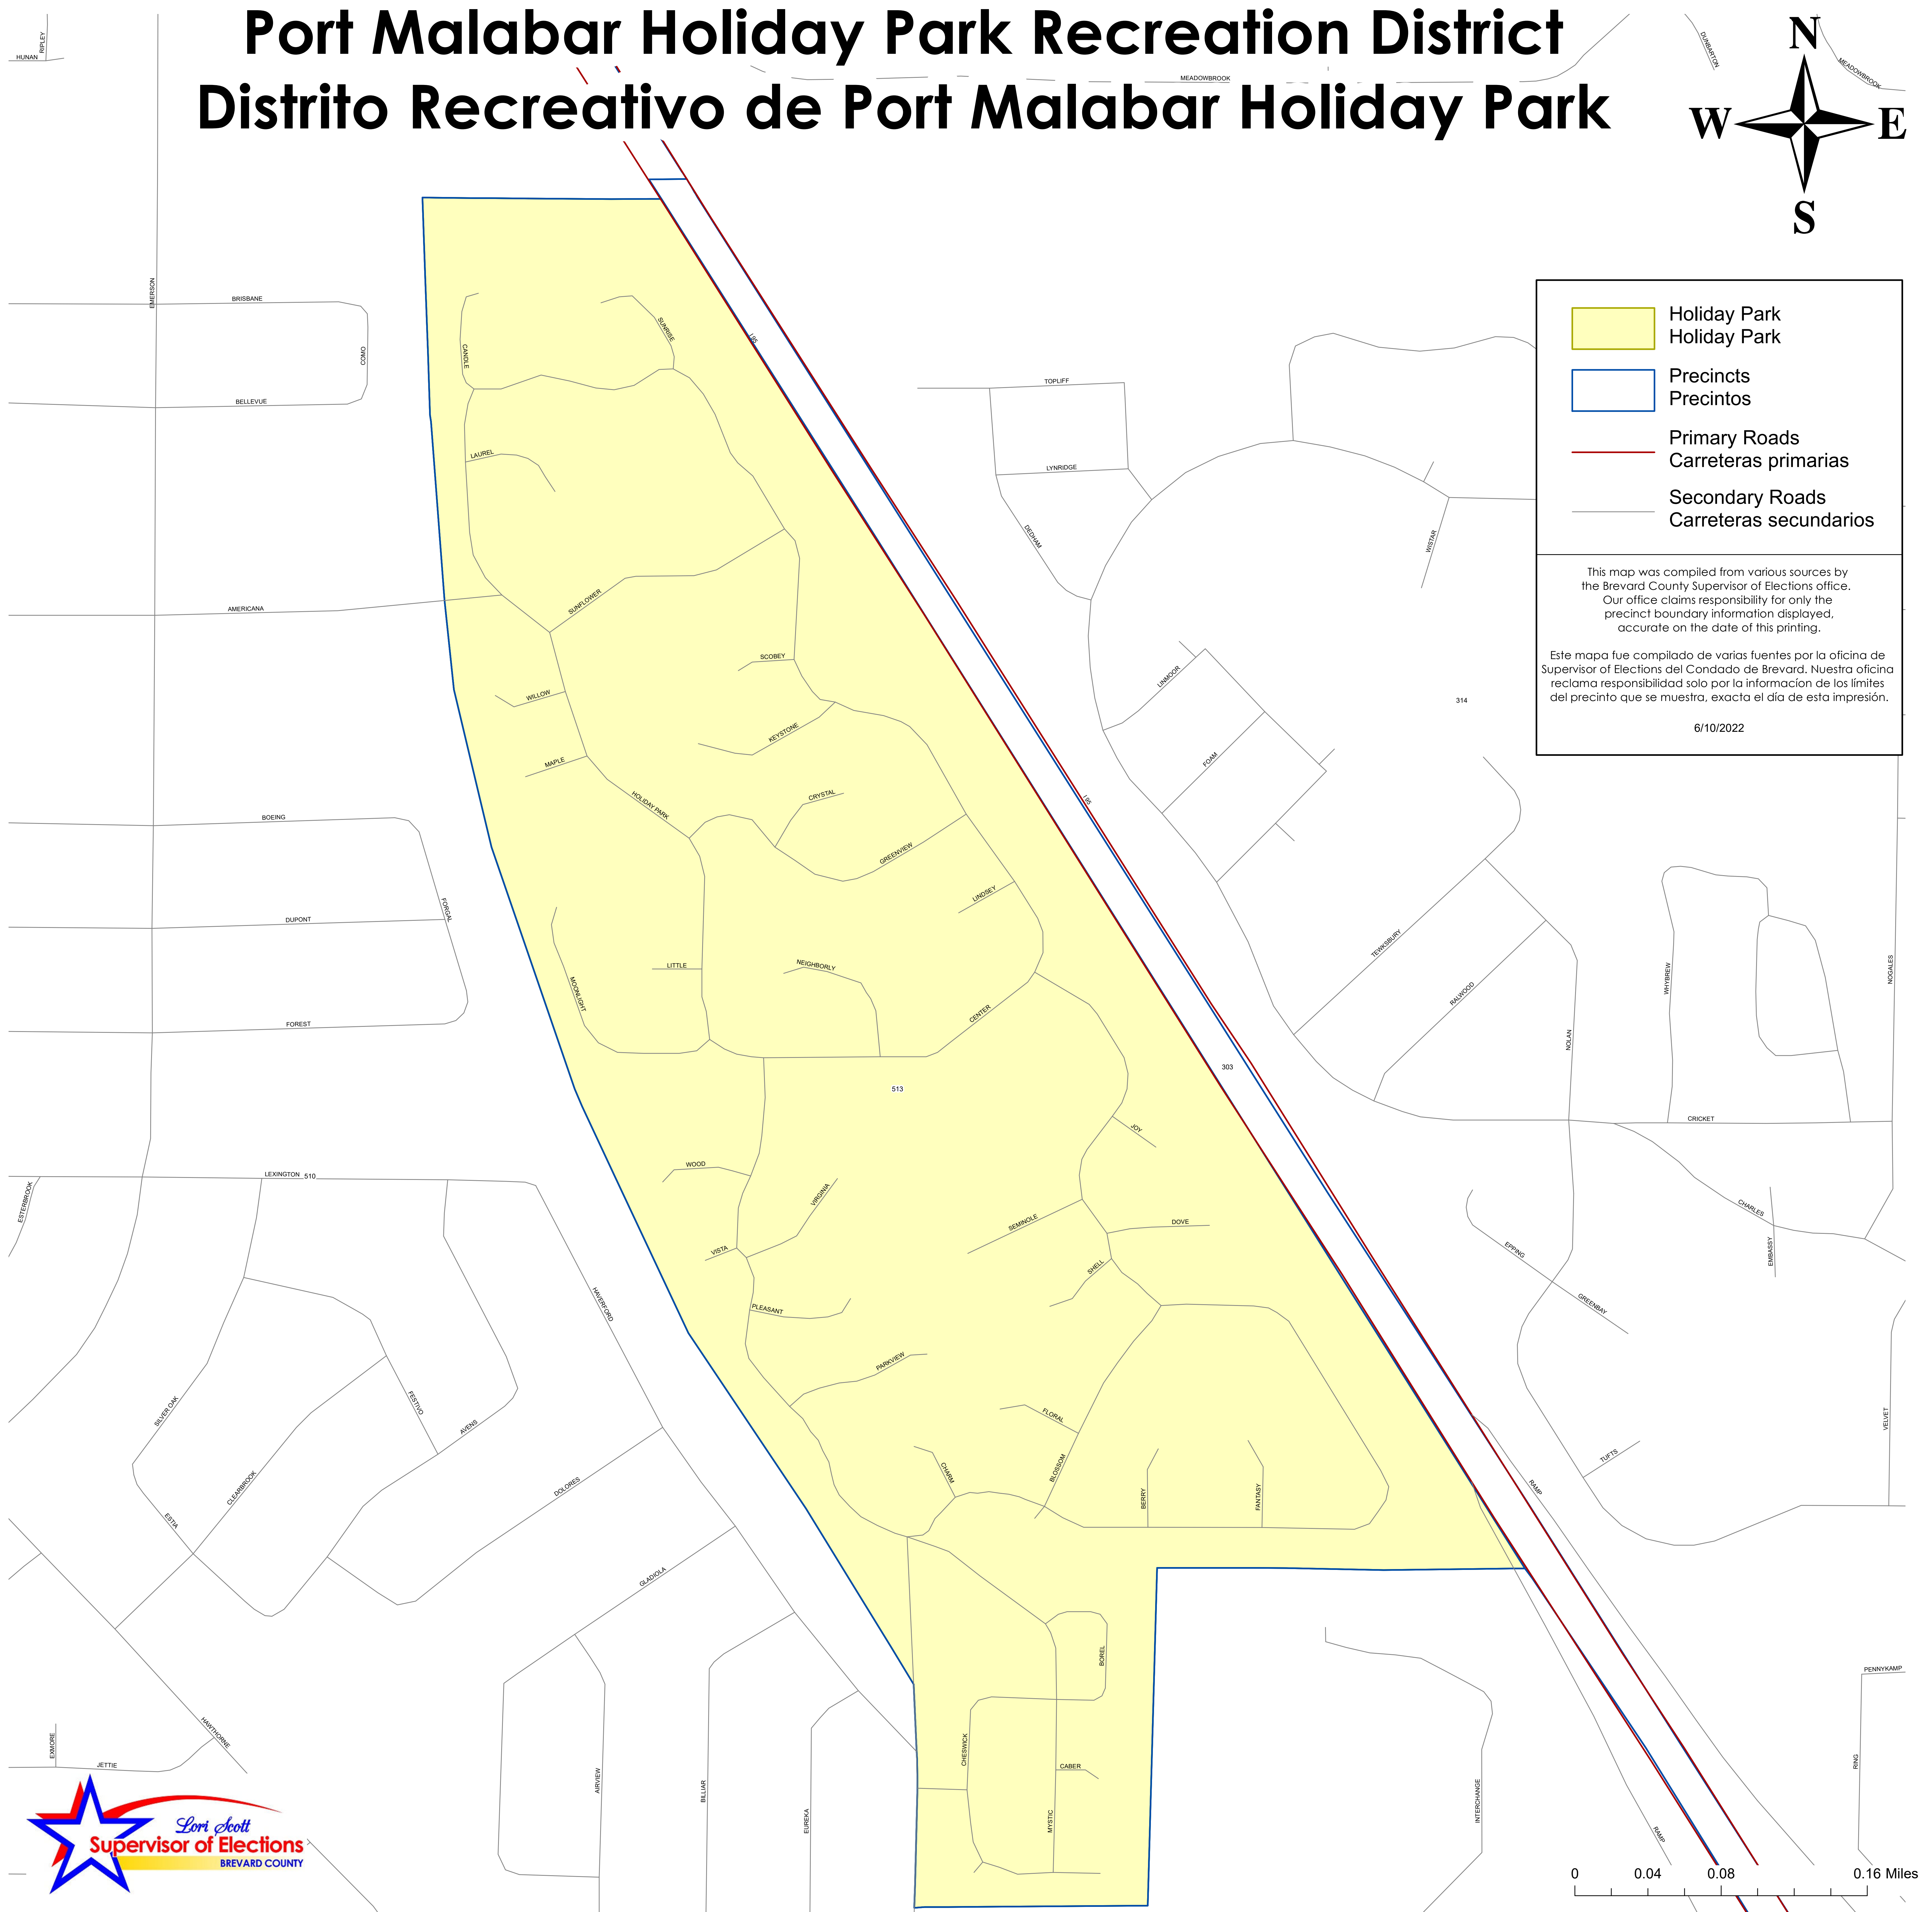 Port Malabar Holiday Park Recreation District
Distrito Recreativo de Port Malabar Holiday Park
N
W
E
S
RIPLEY
HUNAN
MEADOWBROOK
DUNBARTON
MEADOWBROOK
EMERSON
BRISBANE
COMO
BELLEVUE
CANDLE
SUNRISE
I 95
LAUREL
TOPLIFF
LYNRIDGE
DEDHAM
WISTAR
Holiday Park
Holiday Park
Precincts
Precintos
Primary Roads
Carreteras primarias
Secondary Roads
Carreteras secundarios
This map was compiled from various sources by
the Brevard County Supervisor of Elections office.
Our office claims responsibility for only the
precinct boundary information displayed,
accurate on the date of this printing.
Este mapa fue compilado de varias fuentes por la oficina de
Supervisor of Elections del Condado de Brevard. Nuestra oficina
reclama responsibilidad solo por la informacíon de los límites
del precinto que se muestra, exacta el día de esta impresión.
6/10/2022
AMERICANA
SUNFLOWER
SCOBEY
WILLOW
KEYSTONE
MAPLE
HOLIDAY PARK
CRYSTAL
GREENVIEW
LINDSEY
I 95
LINMOOR
FOAM
314
BOEING
DUPONT
FORGAL
FOREST
MOONLIGHT
LITTLE
NEIGHBORLY
CENTER
513
303
TEWKSBURY
RALWOOD
NOLAN
WHYBREW
NOGALES
CRICKET
JOY
WOOD
VIRGINIA
VISTA
SEMINOLE
DOVE
SHELL
LEXINGTON
510
ESTERBROOK
HAVERFORD
PLEASANT
PARKVIEW
CHARLES
EMBASSY
EPPING
GREENBAY
SILVER OAK
FESTIVO
AVENS
CLEARBROOK
ESTIA
DOLORES
GLADIOLA
CHARM
FLORAL
BLOSSOM
BERRY
FANTASY
VELVET
TUFTS
RAMP
HAWTHORNE
EXMORE
JETTIE
AIRVIEW
BILLIAR
EUREKA
CHESWICK
BORIEL
CABER
MYSTIC
INTERCHANGE
RAMP
PENNYKAMP
RING
Lori Scott
Supervisor of Elections
BREVARD COUNTY
0 0.04 0.08 0.16 Miles